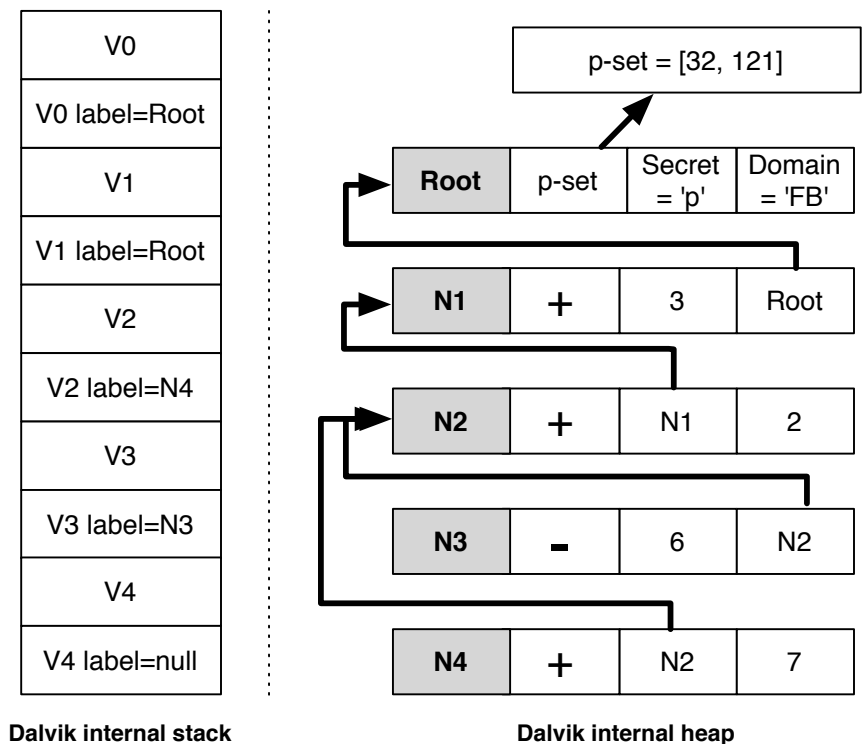 V0
V0 label=Root
V1
V1 label=Root
V2
V2 label=N4
V3
V3 label=N3
V4
V4 label=null
Dalvik internal stack
p-set = [32, 121]
Root p-set Secret = 'p' Domain = 'FB'
N1 + 3 Root
N2 + N1 2
N3 - 6 N2
N4 + N2 7
Dalvik internal heap